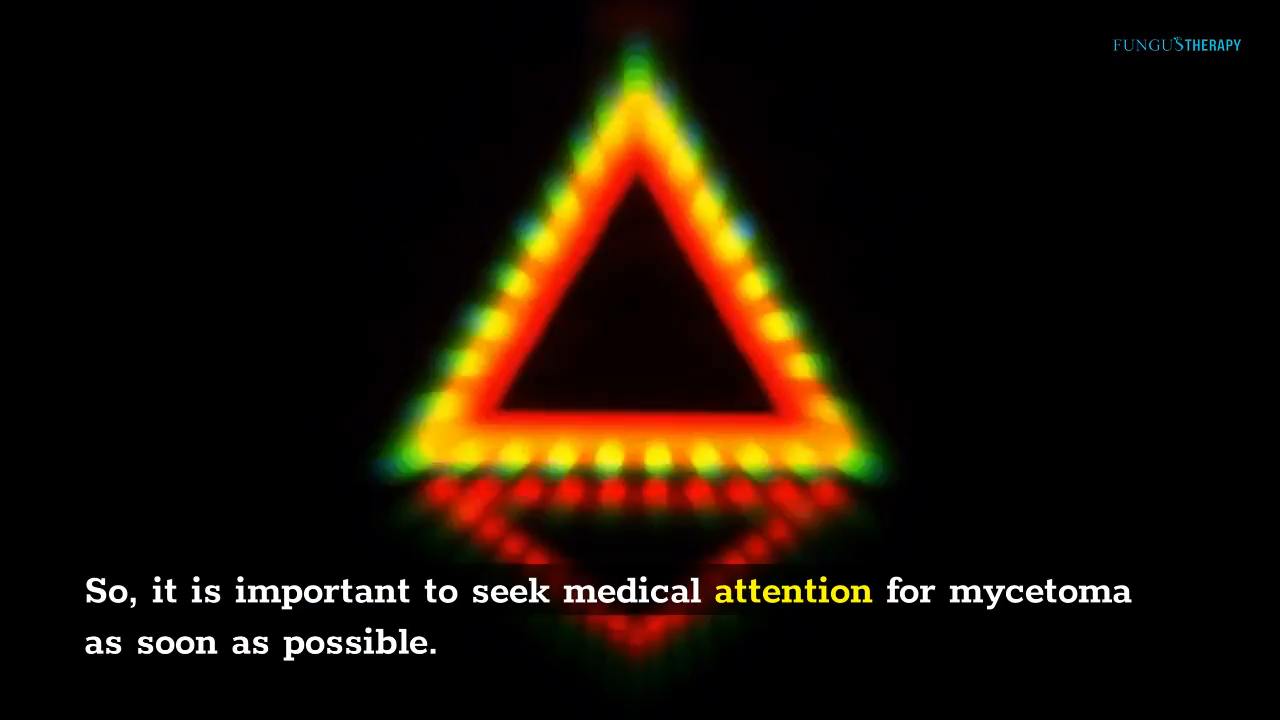 FUNGUSTHERAPY
So, it is important to seek medical attention for mycetoma
as soon as possible.